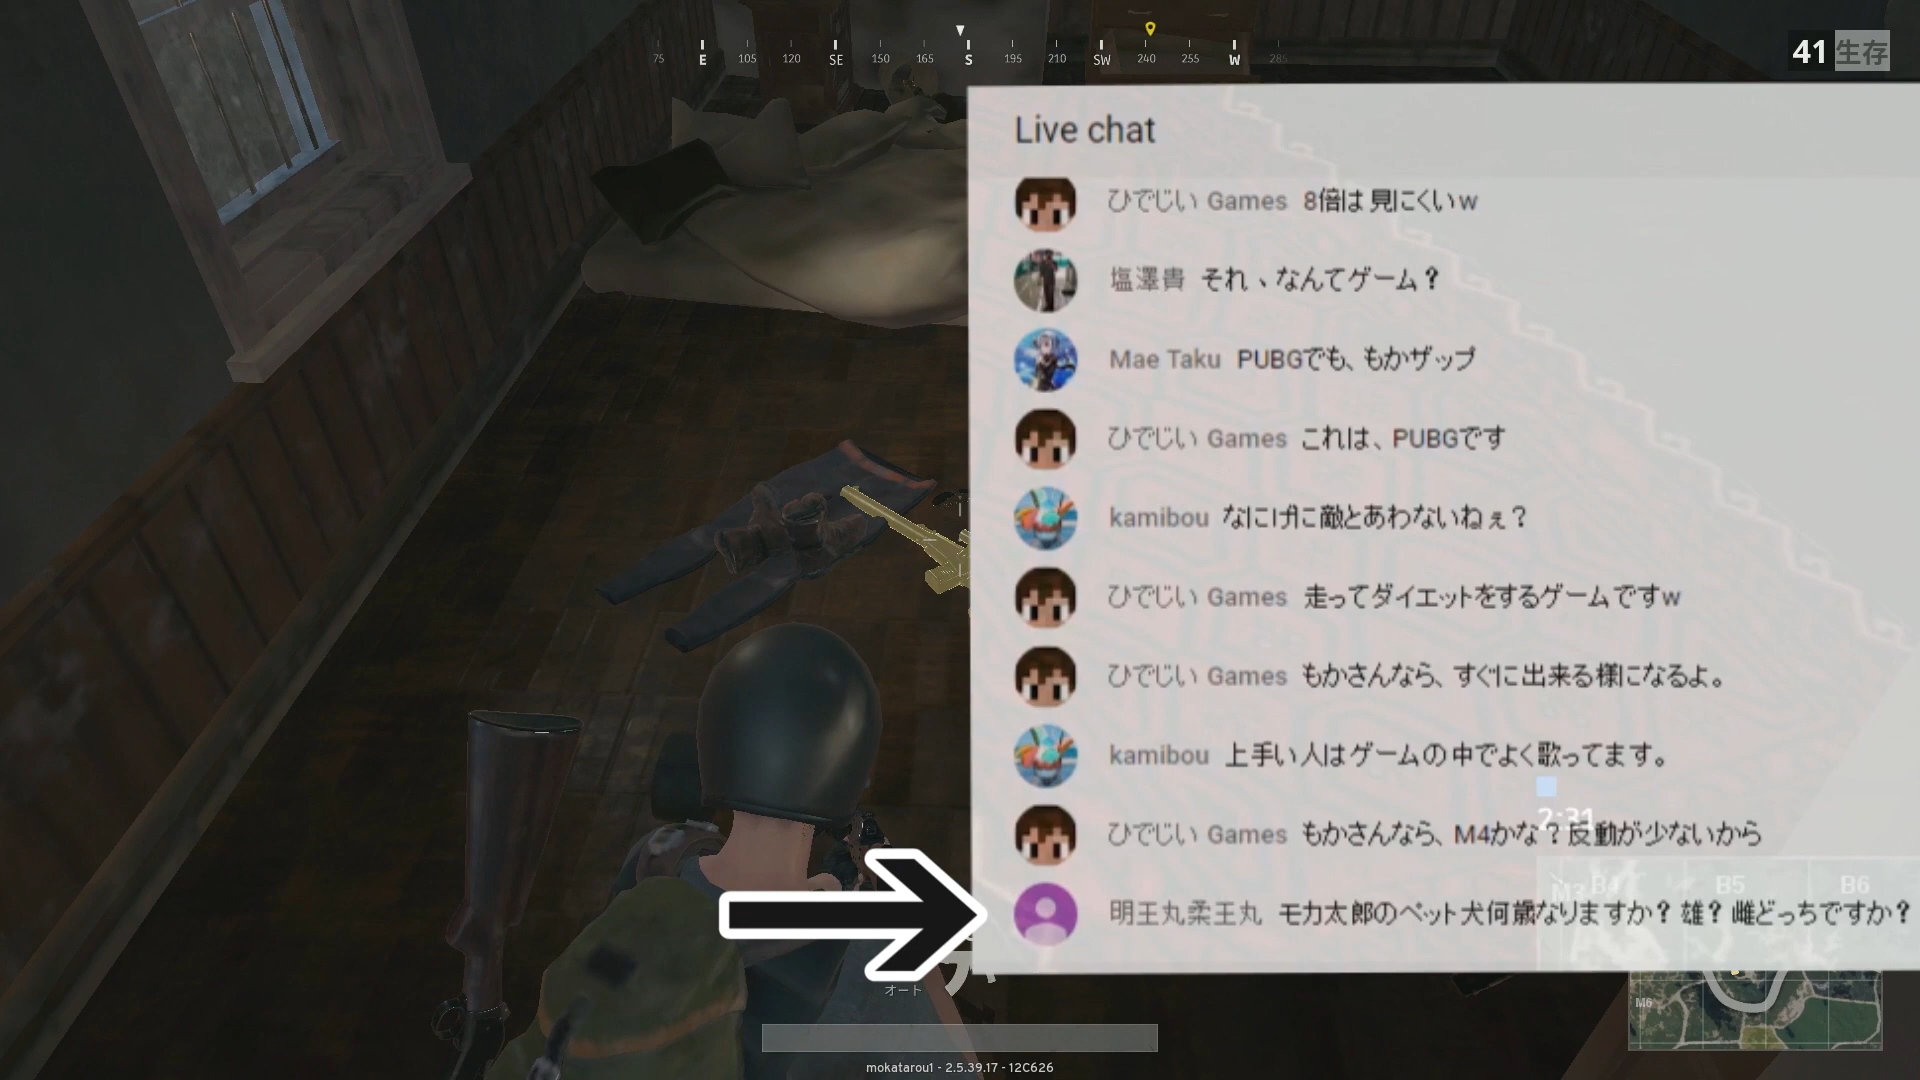 75 E 105 120 SE 150 165 S 195 210 SW 240 255 W 285
41 生存
Live chat
ひでじい Games 8倍は見にくいw
塩澤貴 それ、なんてゲーム？
Mae Taku PUBGでも、もかザップ
ひでじい Games これは、PUBGです
kamibou なにげに敵とあわないねぇ？
ひでじい Games 走ってダイエットをするゲームですw
ひでじい Games もかさんなら、すぐに出来る様になるよ。
kamibou 上手い人はゲームの中でよく歌ってます。
2:31
ひでじい Games もかさんなら、M4かな？反動が少ないから
B4 B5 B6
明王丸柔王丸 モカ太郎のペット犬何歳なりますか？雄？雌どっちですか？
オート
M6
mokatarou1 - 2.5.39.17 - 12C626